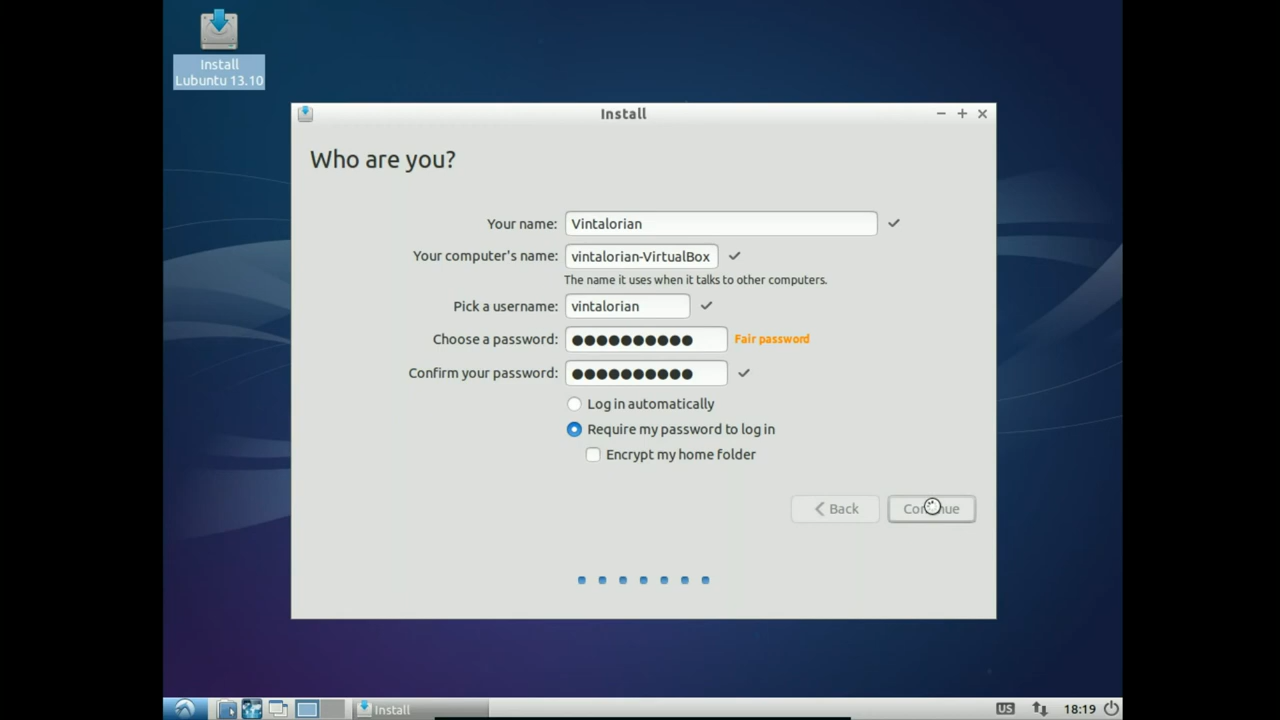 Install
Lubuntu 13.10
Install
Who are you?
Your name: Vintalorian
Your computer's name: vintalorian-VirtualBox
The name it uses when it talks to other computers.
Pick a username: vintalorian
Choose a password: ●●●●●●●●●● Fair password
Confirm your password: ●●●●●●●●●●
Log in automatically
Require my password to log in
Encrypt my home folder
Back Continue
Install US 18:19